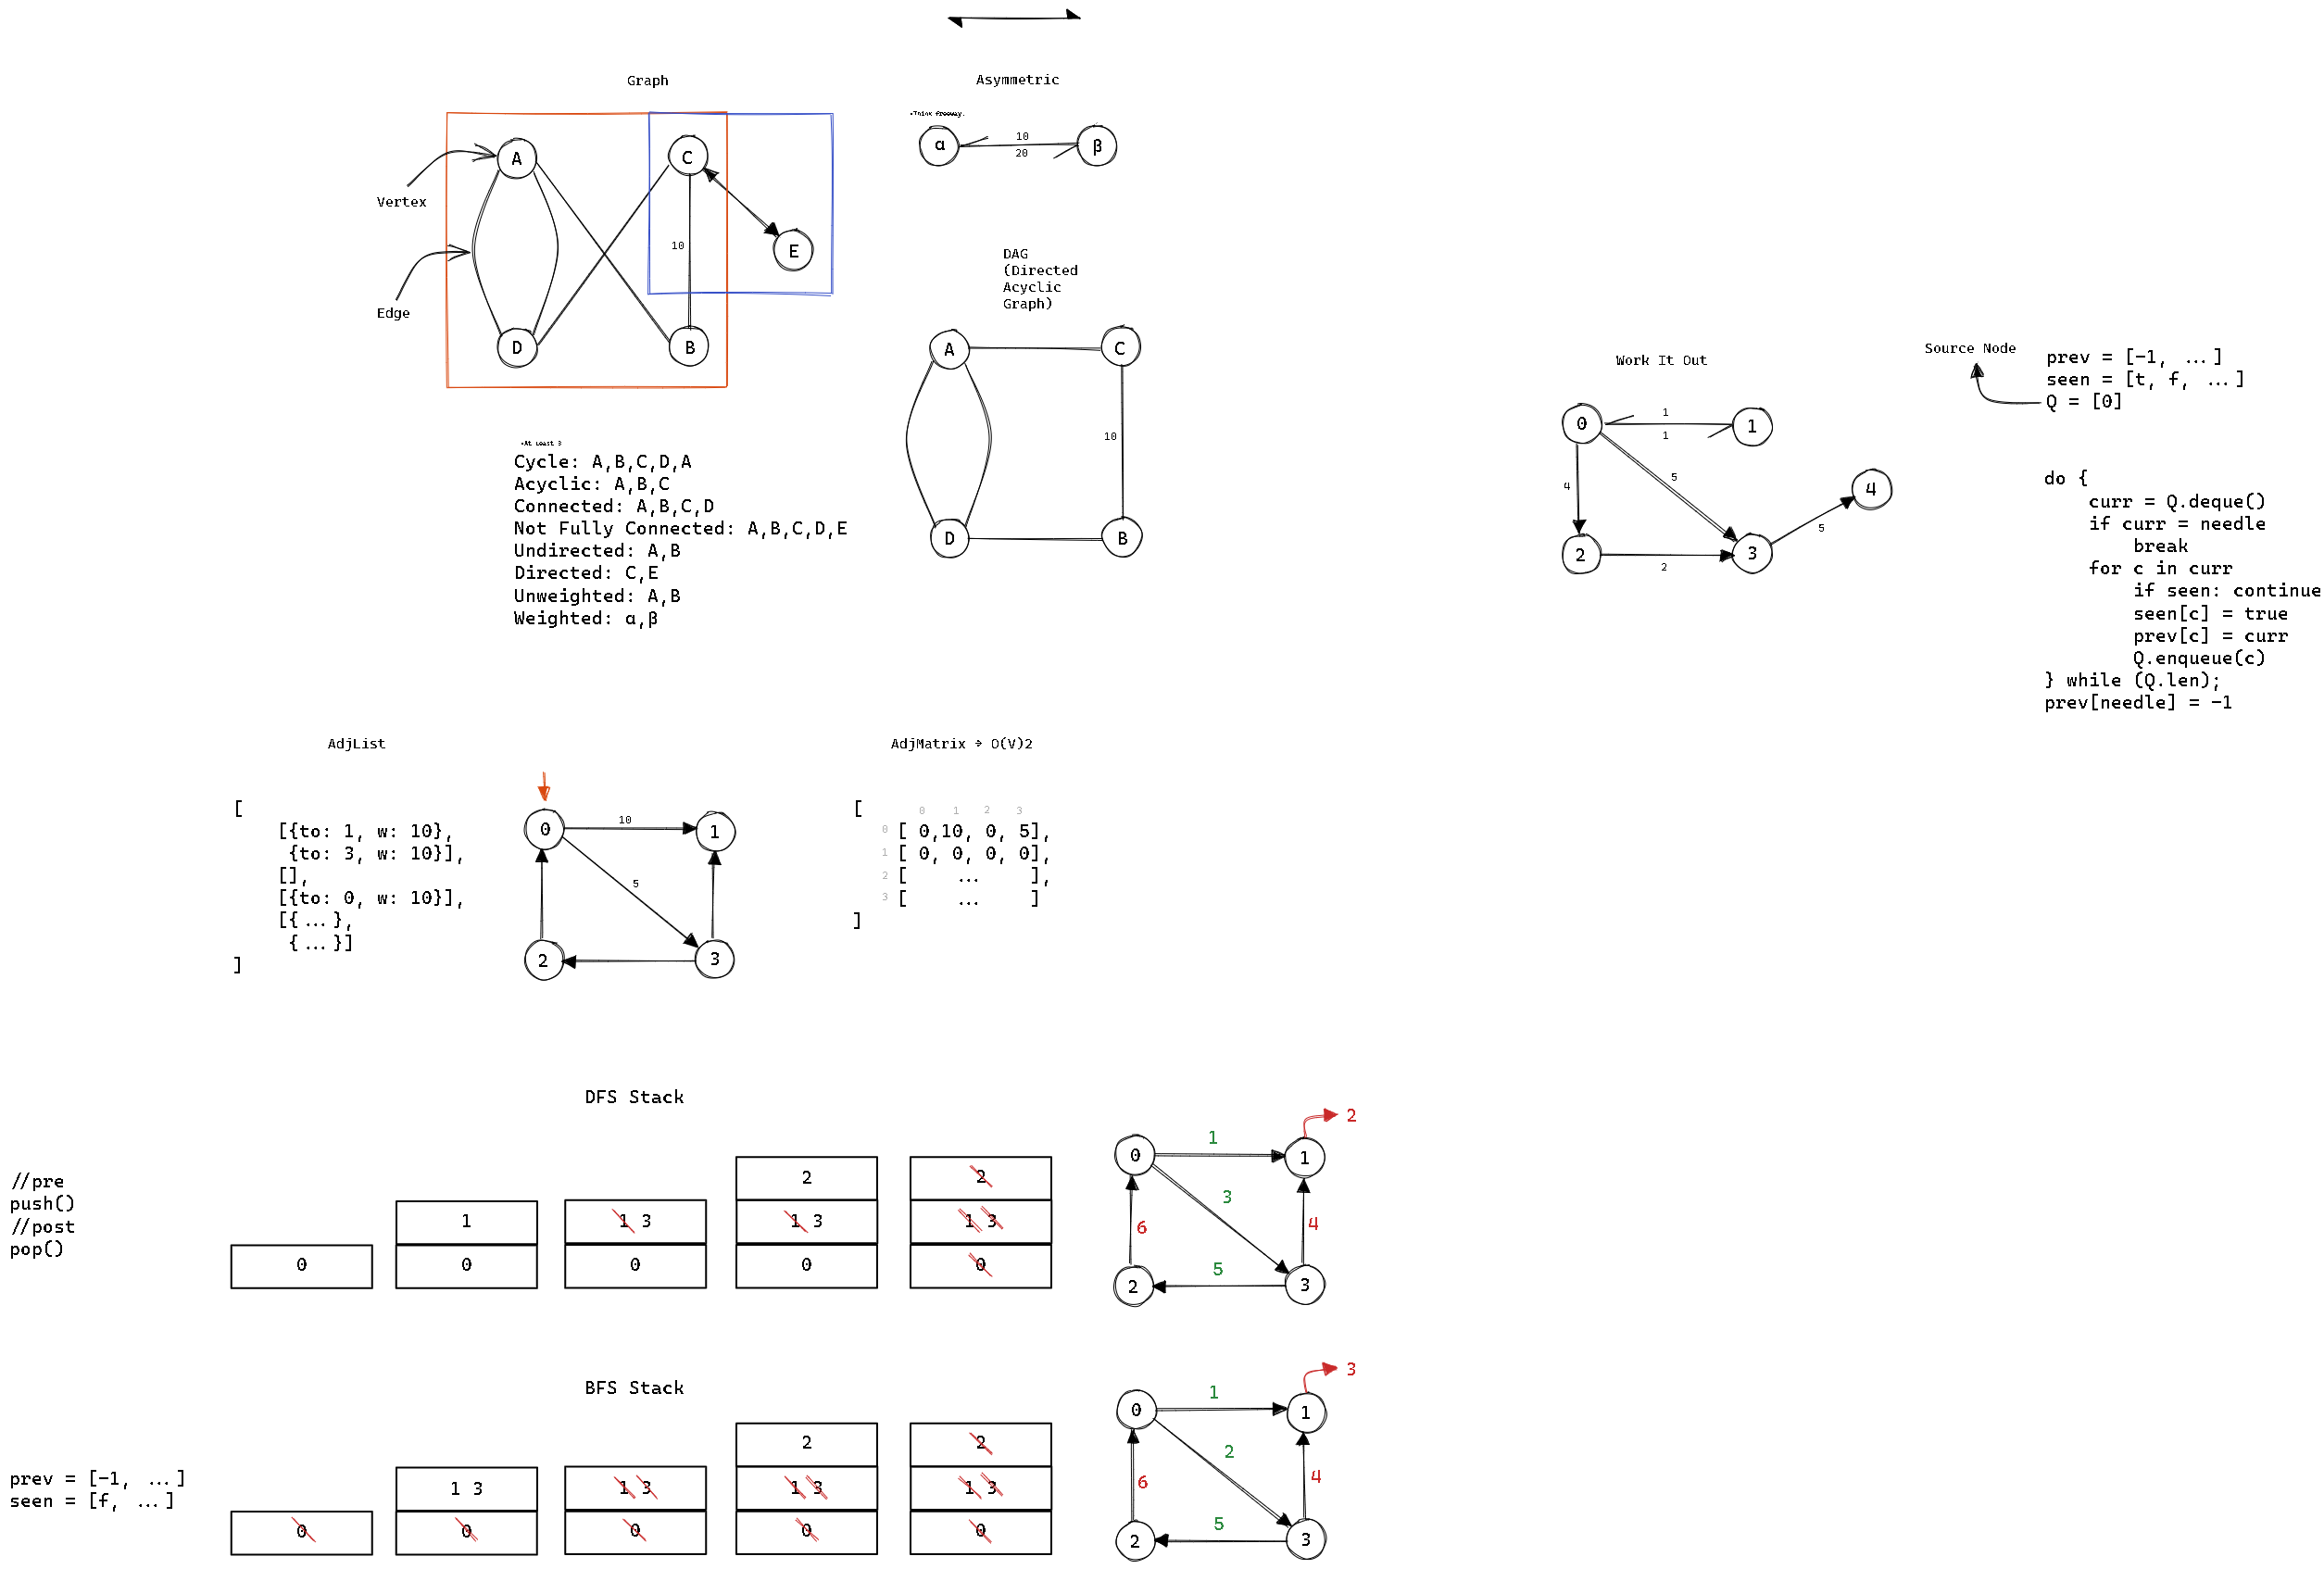 Graph
Asymmetric
*Think freeway.
A
C
E
D
B
10
Vertex
Edge
α
β
10
20
DAG
(Directed
Acyclic
Graph)
A
C
D
B
10
*At Least 3
Cycle: A,B,C,D,A
Acyclic: A,B,C
Connected: A,B,C,D
Not Fully Connected: A,B,C,D,E
Undirected: A,B
Directed: C,E
Unweighted: A,B
Weighted: α,β
Work It Out
0
1
1
1
4
5
4
2
2
3
5
Source Node
prev = [-1, ...]
seen = [t, f, ...]
Q = [0]
do {
curr = Q.deque()
if curr = needle
break
for c in curr
if seen: continue
seen[c] = true
prev[c] = curr
Q.enqueue(c)
} while (Q.len);
prev[needle] = -1
AdjList
[
[{to: 1, w: 10},
{to: 3, w: 10}],
[],
[{to: 0, w: 10}],
[{...},
{...}]
]
0
10
1
5
2
3
AdjMatrix → O(V)2
[
0 1 2 3
0 [ 0,10, 0, 5],
1 [ 0, 0, 0, 0],
2 [ ... ],
3 [ ... ]
]
DFS Stack
//pre
push()
//post
pop()
0
1
0
1 3
0
2
1 3
0
2
1 3
0
2
0
1
1
3
6
4
5
2
3
BFS Stack
prev = [-1, ...]
seen = [f, ...]
0
1 3
0
1 3
0
2
1 3
0
2
1 3
0
3
0
1
1
2
6
4
5
2
3